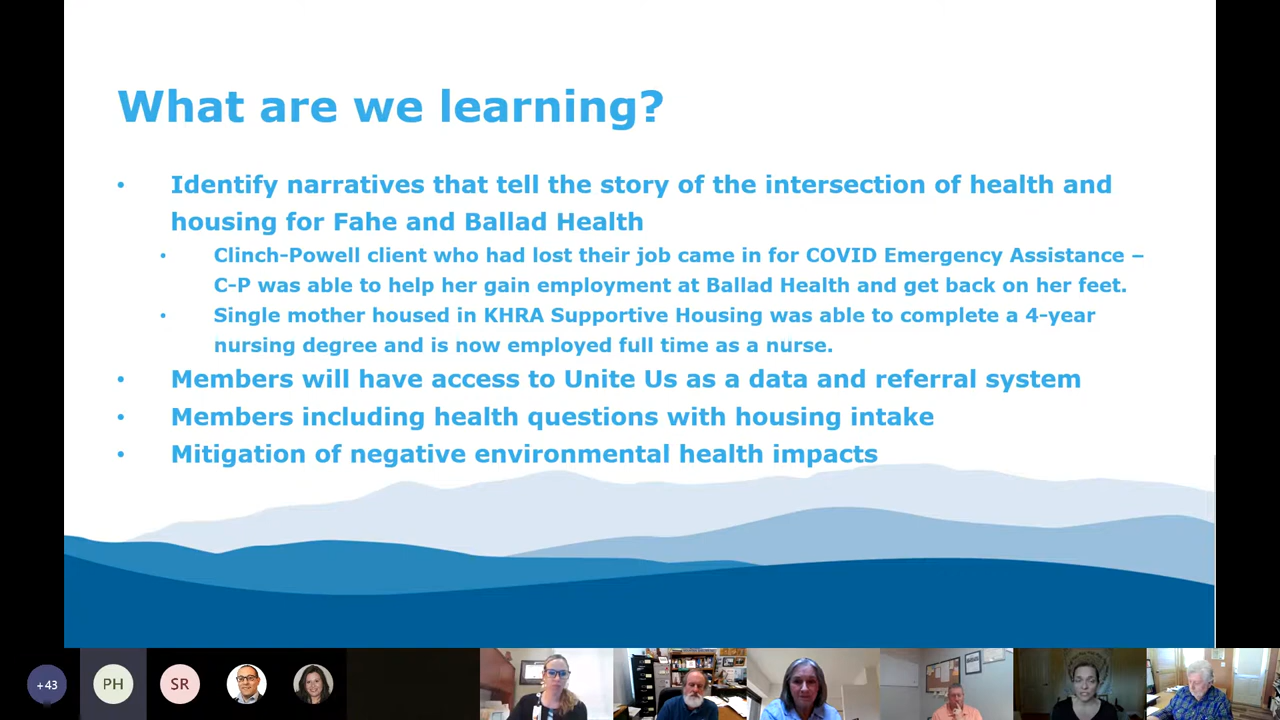 What are we learning?
• Identify narratives that tell the story of the intersection of health and
housing for Fahe and Ballad Health
• Clinch-Powell client who had lost their job came in for COVID Emergency Assistance –
C-P was able to help her gain employment at Ballad Health and get back on her feet.
• Single mother housed in KHRA Supportive Housing was able to complete a 4-year
nursing degree and is now employed full time as a nurse.
• Members will have access to Unite Us as a data and referral system
• Members including health questions with housing intake
• Mitigation of negative environmental health impacts
+43 PH SR